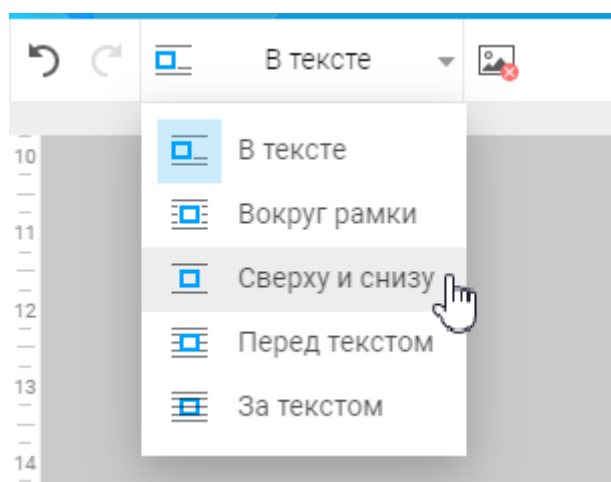 В тексте
В тексте
10
Вокруг рамки
11
Сверху и снизу
12
Перед текстом
13
За текстом
14